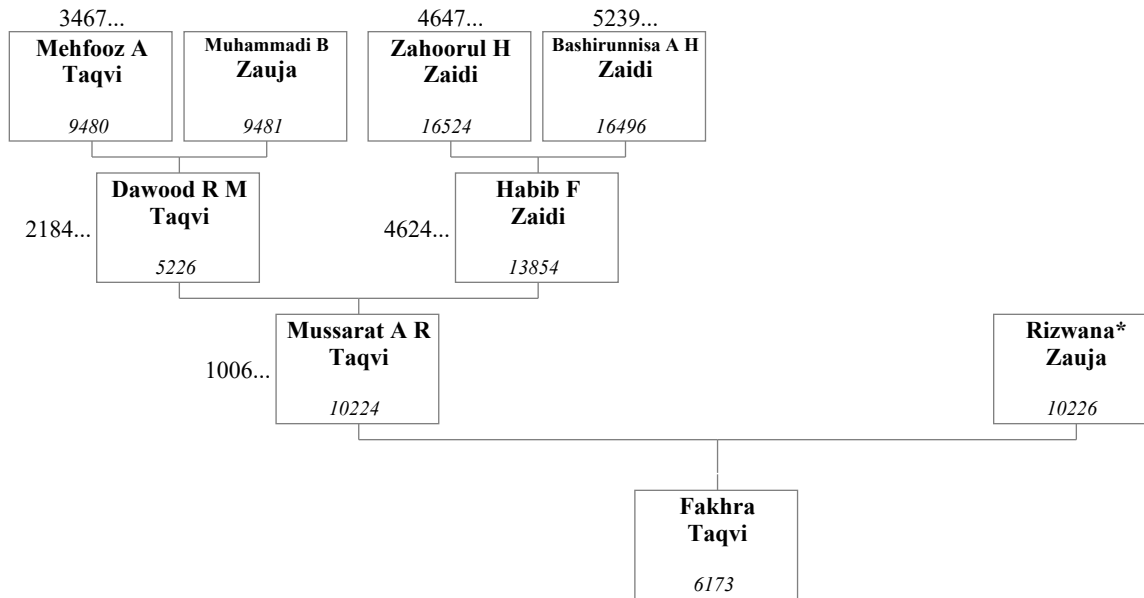 3467...
4647...
5239...
Mehfooz A
Taqvi
9480
Muhammadi B
Zauja
9481
Zahoorul H
Zaidi
16524
Bashirunnisa A H
Zaidi
16496
2184...
Dawood R M
Taqvi
5226
4624...
Habib F
Zaidi
13854
1006...
Mussarat A R
Taqvi
10224
Rizwana*
Zauja
10226
Fakhra
Taqvi
6173